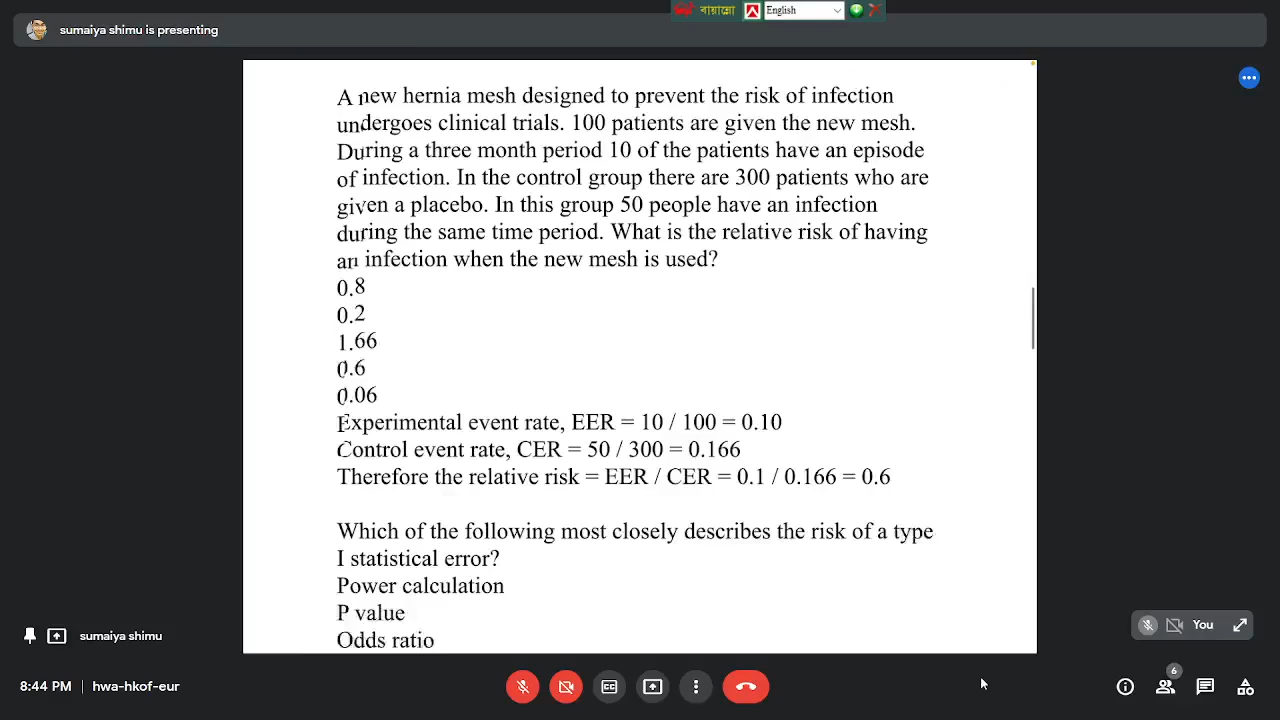 বায়ান্নো
English
sumaiya shimu is presenting
A new hernia mesh designed to prevent the risk of infection
undergoes clinical trials. 100 patients are given the new mesh.
During a three month period 10 of the patients have an episode
of infection. In the control group there are 300 patients who are
given a placebo. In this group 50 people have an infection
during the same time period. What is the relative risk of having
an infection when the new mesh is used?
0.8
0.2
1.66
0.6
0.06
Experimental event rate, EER = 10 / 100 = 0.10
Control event rate, CER = 50 / 300 = 0.166
Therefore the relative risk = EER / CER = 0.1 / 0.166 = 0.6
Which of the following most closely describes the risk of a type
I statistical error?
Power calculation
P value
Odds ratio
sumaiya shimu
You
8:44 PM | hwa-hkof-eur
6